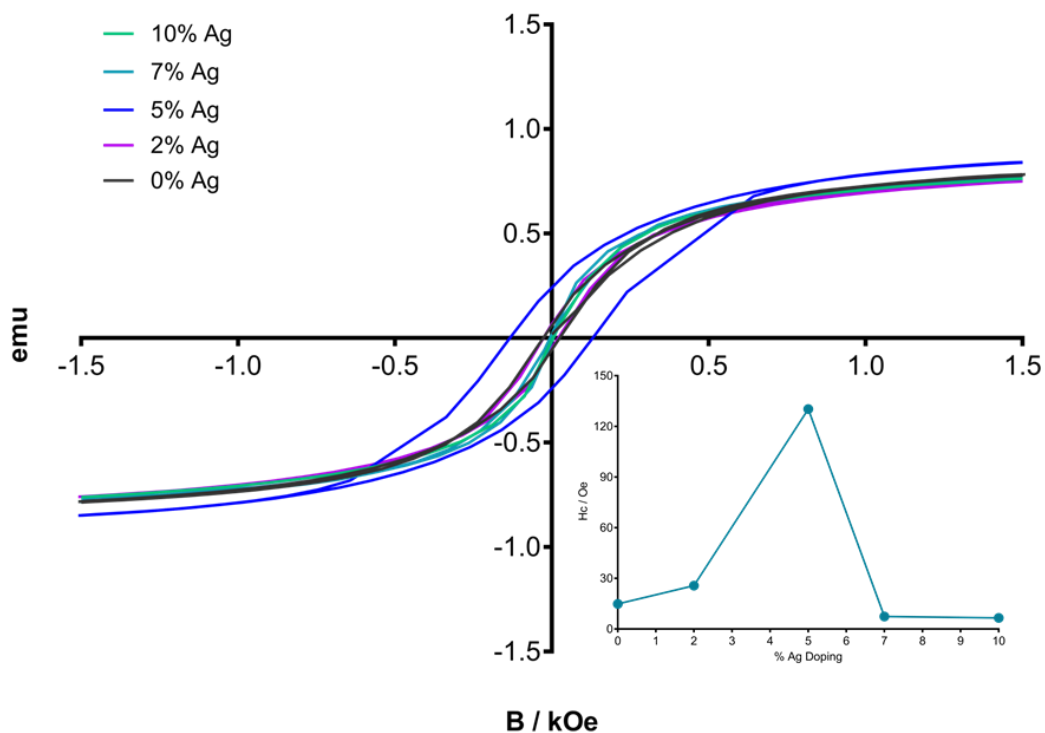 10% Ag
7% Ag
5% Ag
2% Ag
0% Ag
emu
1.5
1.0
0.5
-0.5
-1.0
-1.5
-1.5 -1.0 -0.5 0.5 1.0 1.5
B / kOe
Hc / Oe
150
120
90
60
30
0
0 1 2 3 4 5 6 7 8 9 10
% Ag Doping